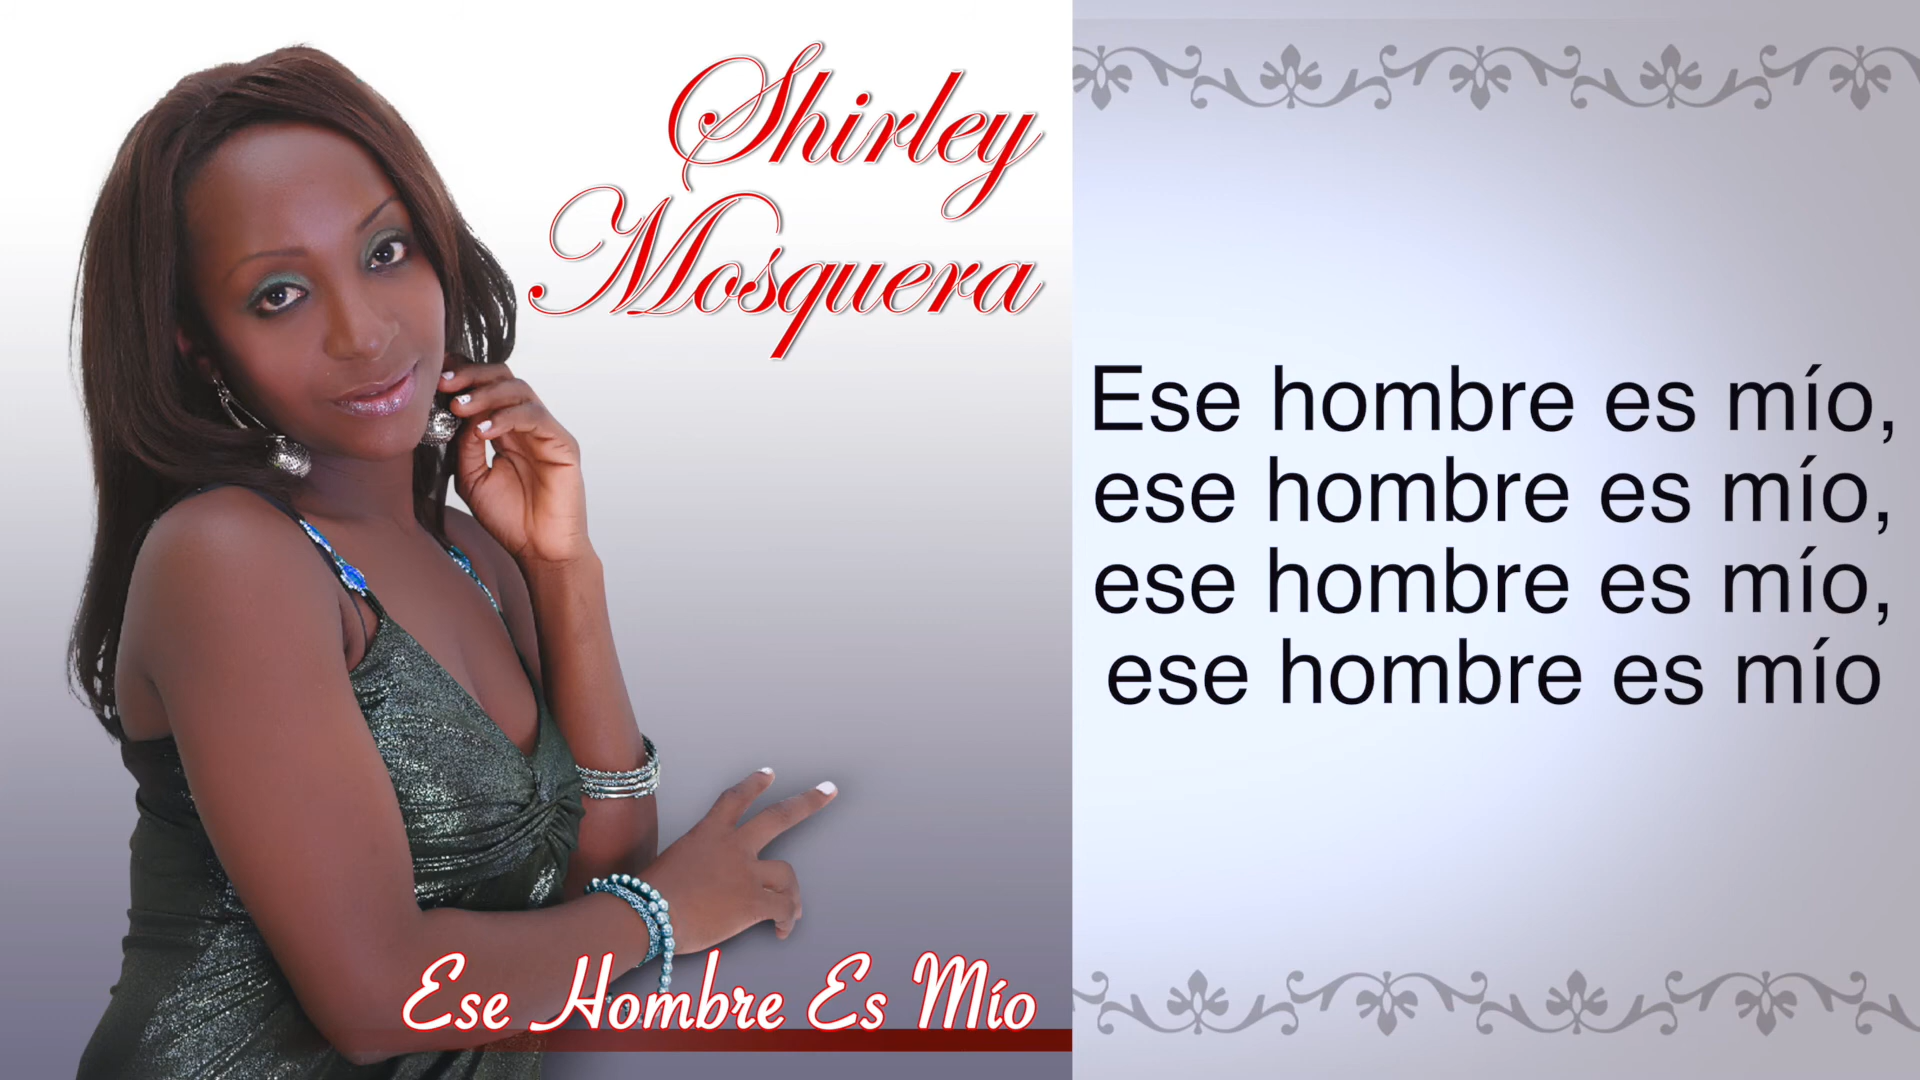 Shirley
Mosquera
Ese Hombre Es Mío
Ese hombre es mío,
ese hombre es mío,
ese hombre es mío,
ese hombre es mío